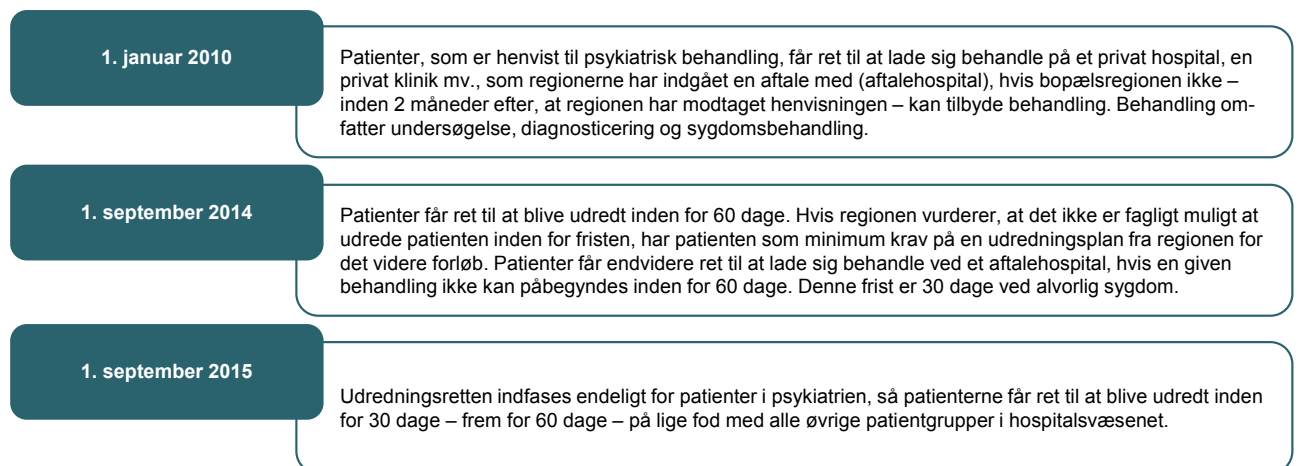 1. januar 2010
Patienter, som er henvist til psykiatrisk behandling, får ret til at lade sig behandle på et privat hospital, en
privat klinik mv., som regionerne har indgået en aftale med (aftalehospital), hvis bopælsregionen ikke –
inden 2 måneder efter, at regionen har modtaget henvisningen – kan tilbyde behandling. Behandling om-
fatter undersøgelse, diagnosticering og sygdomsbehandling.
1. september 2014
Patienter får ret til at blive udredt inden for 60 dage. Hvis regionen vurderer, at det ikke er fagligt muligt at
udrede patienten inden for fristen, har patienten som minimum krav på en udredningsplan fra regionen for
det videre forløb. Patienter får endvidere ret til at lade sig behandle ved et aftalehospital, hvis en given
behandling ikke kan påbegyndes inden for 60 dage. Denne frist er 30 dage ved alvorlig sygdom.
1. september 2015
Udredningsretten indfases endeligt for patienter i psykiatrien, så patienterne får ret til at blive udredt inden
for 30 dage – frem for 60 dage – på lige fod med alle øvrige patientgrupper i hospitalsvæsenet.